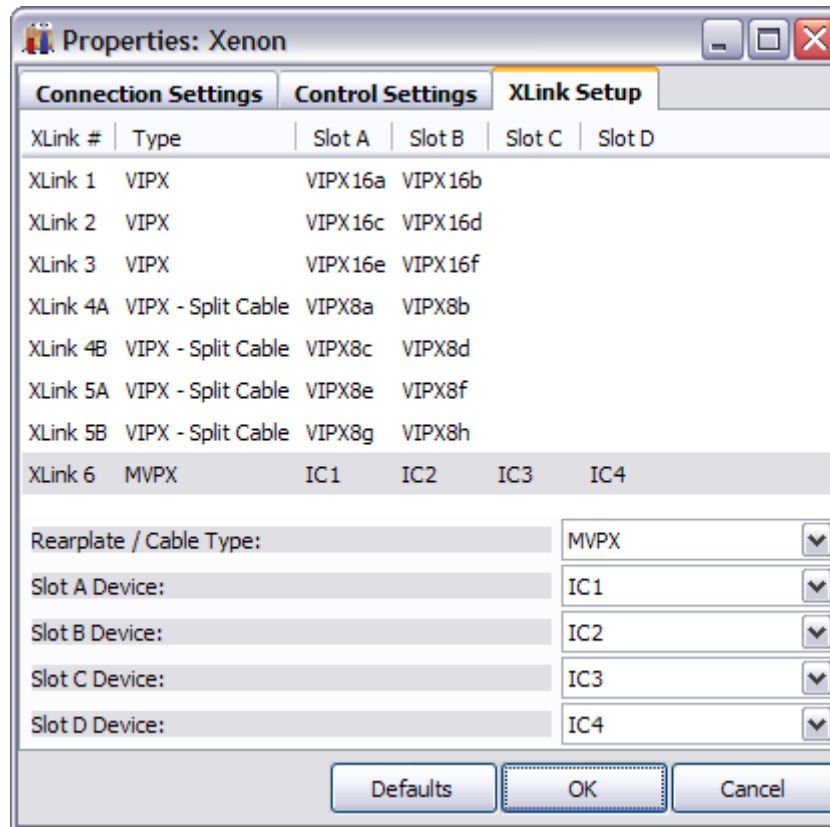 Properties: Xenon
Connection Settings Control Settings XLink Setup
XLink # Type Slot A Slot B Slot C Slot D
XLink 1 VIPX VIPX16a VIPX16b
XLink 2 VIPX VIPX16c VIPX16d
XLink 3 VIPX VIPX16e VIPX16f
XLink 4A VIPX - Split Cable VIPX8a VIPX8b
XLink 4B VIPX - Split Cable VIPX8c VIPX8d
XLink 5A VIPX - Split Cable VIPX8e VIPX8f
XLink 5B VIPX - Split Cable VIPX8g VIPX8h
XLink 6 MVPX IC1 IC2 IC3 IC4
Rearplate / Cable Type: MVPX
Slot A Device: IC1
Slot B Device: IC2
Slot C Device: IC3
Slot D Device: IC4
Defaults OK Cancel